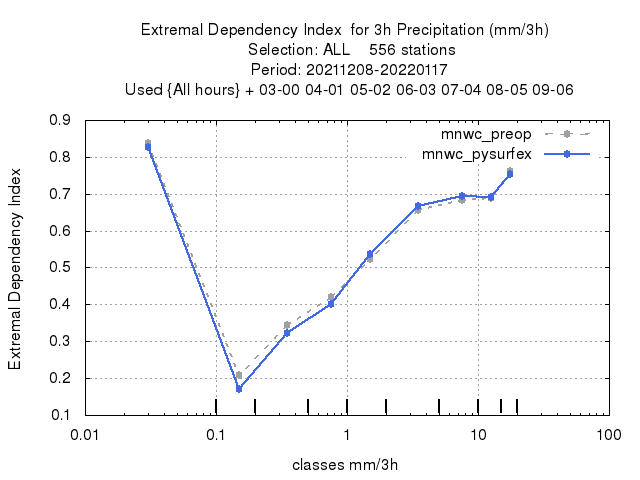 Extremal Dependency Index  for 3h Precipitation (mm/3h)
Selection: ALL    556 stations
Period: 20211208-20220117
Used {All hours} + 03-00 04-01 05-02 06-03 07-04 08-05 09-06
mnwc_preop
mnwc_pysurfex
Extremal Dependency Index
0.9
0.8
0.7
0.6
0.5
0.4
0.3
0.2
0.1
0.01 0.1 1 10 100
classes mm/3h